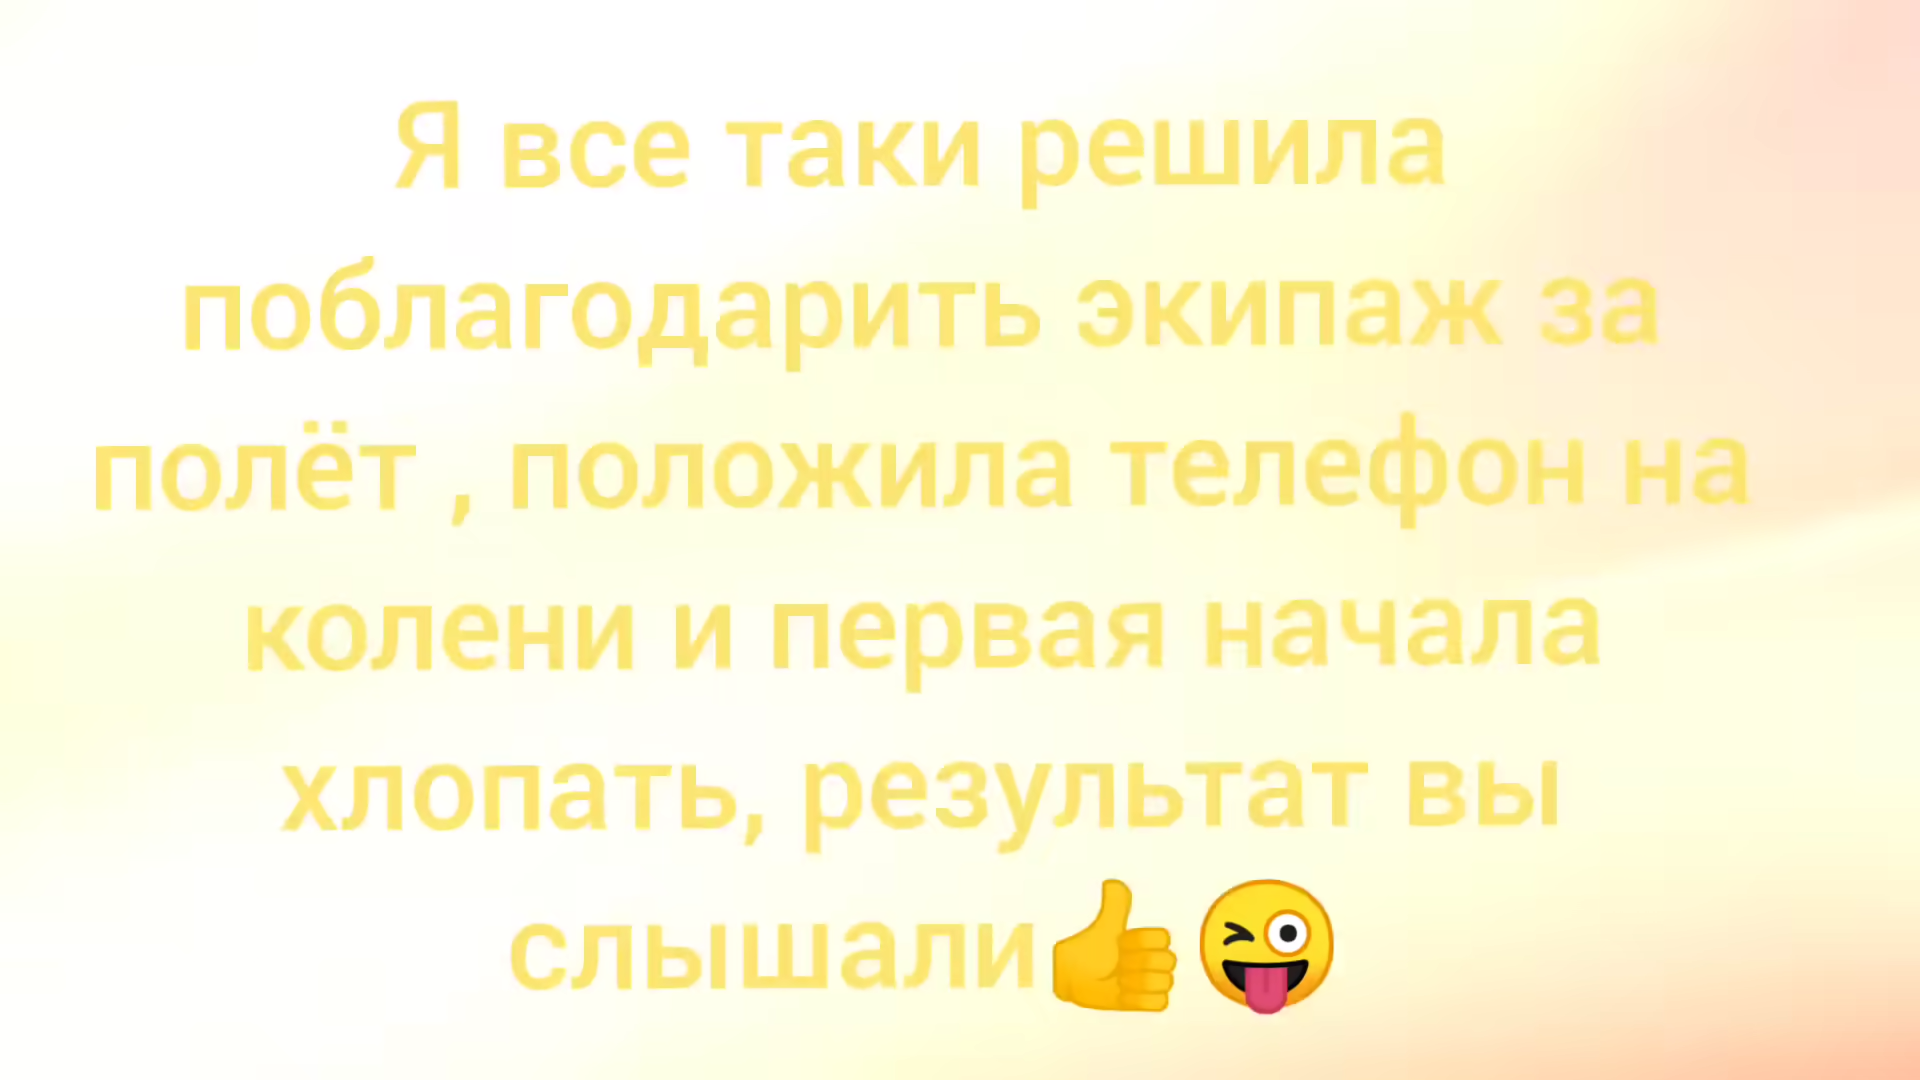 Я все таки решила
поблагодарить экипаж за
полёт , положила телефон на
колени и первая начала
хлопать, результат вы
слышали👍😜